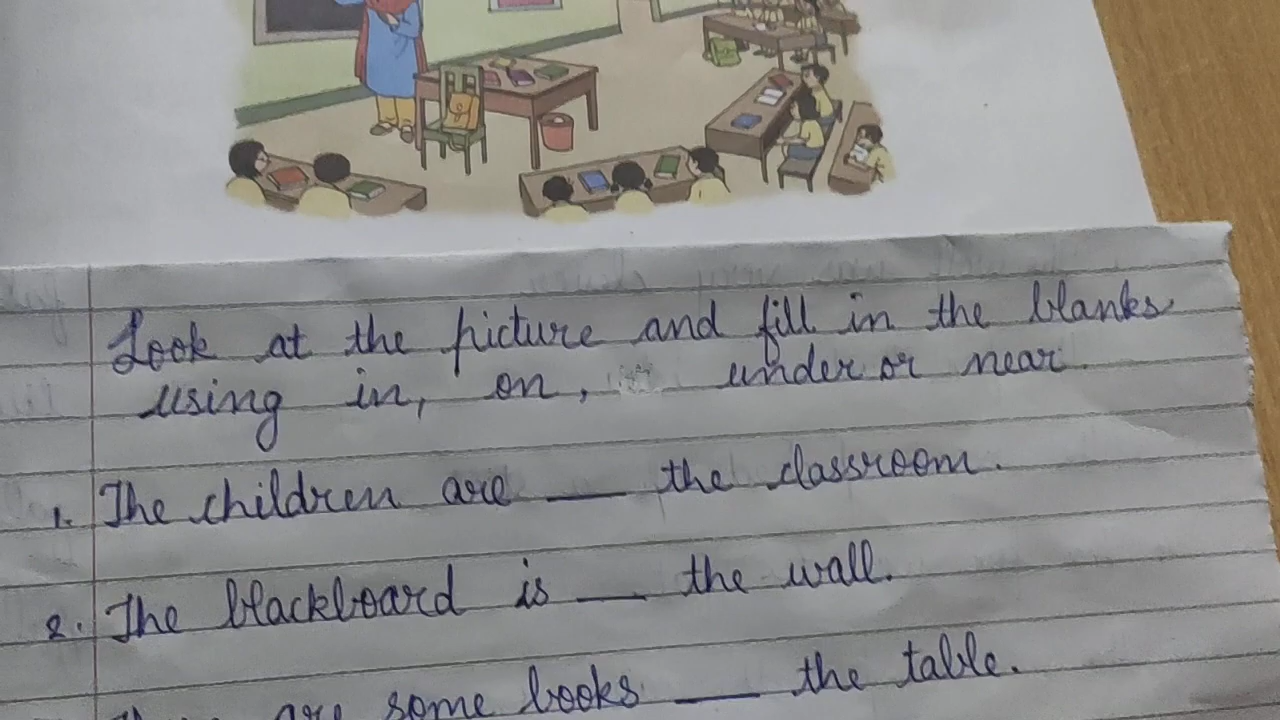 Look at the picture and fill in the blanks
using in, on, under or near.
1. The children are ___ the classroom.
2. The blackboard is ___ the wall.
are some books ___ the table.